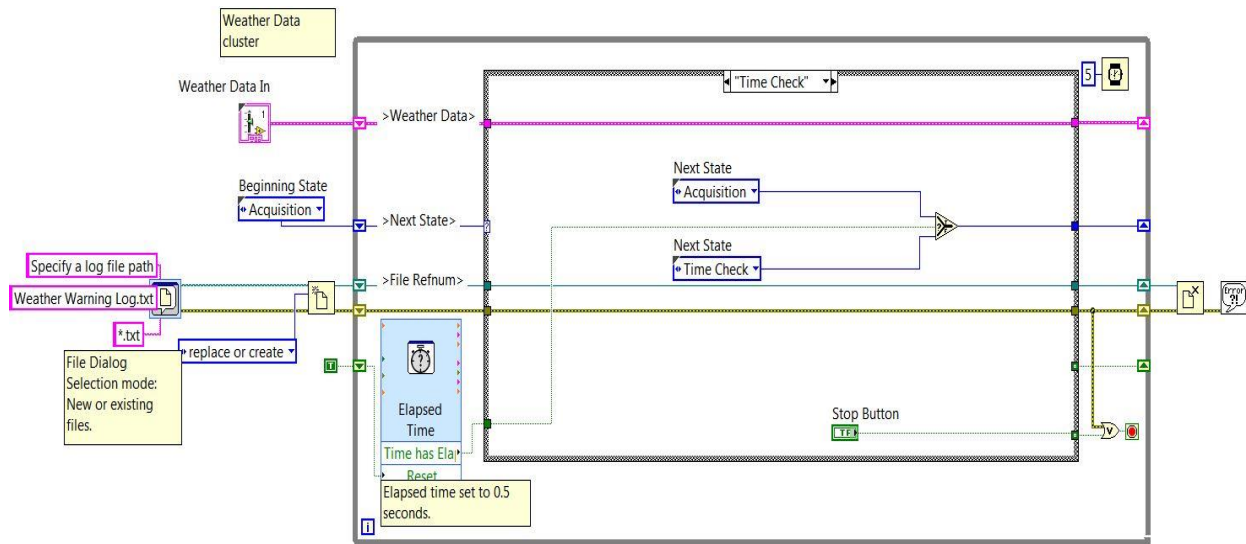 Weather Data
cluster
"Time Check"
5
Weather Data In
1
>Weather Data>
Next State
Acquisition
Beginning State
Acquisition
>Next State>
?
Next State
Time Check
Specify a log file path
>File Refnum>
Weather Warning Log.txt
Error
?!
*.txt
replace or create
File Dialog
Selection mode:
New or existing
files.
T
?
Elapsed
Time
Time has Ela
Reset
Stop Button
TF
V
Elapsed time set to 0.5
seconds.
i